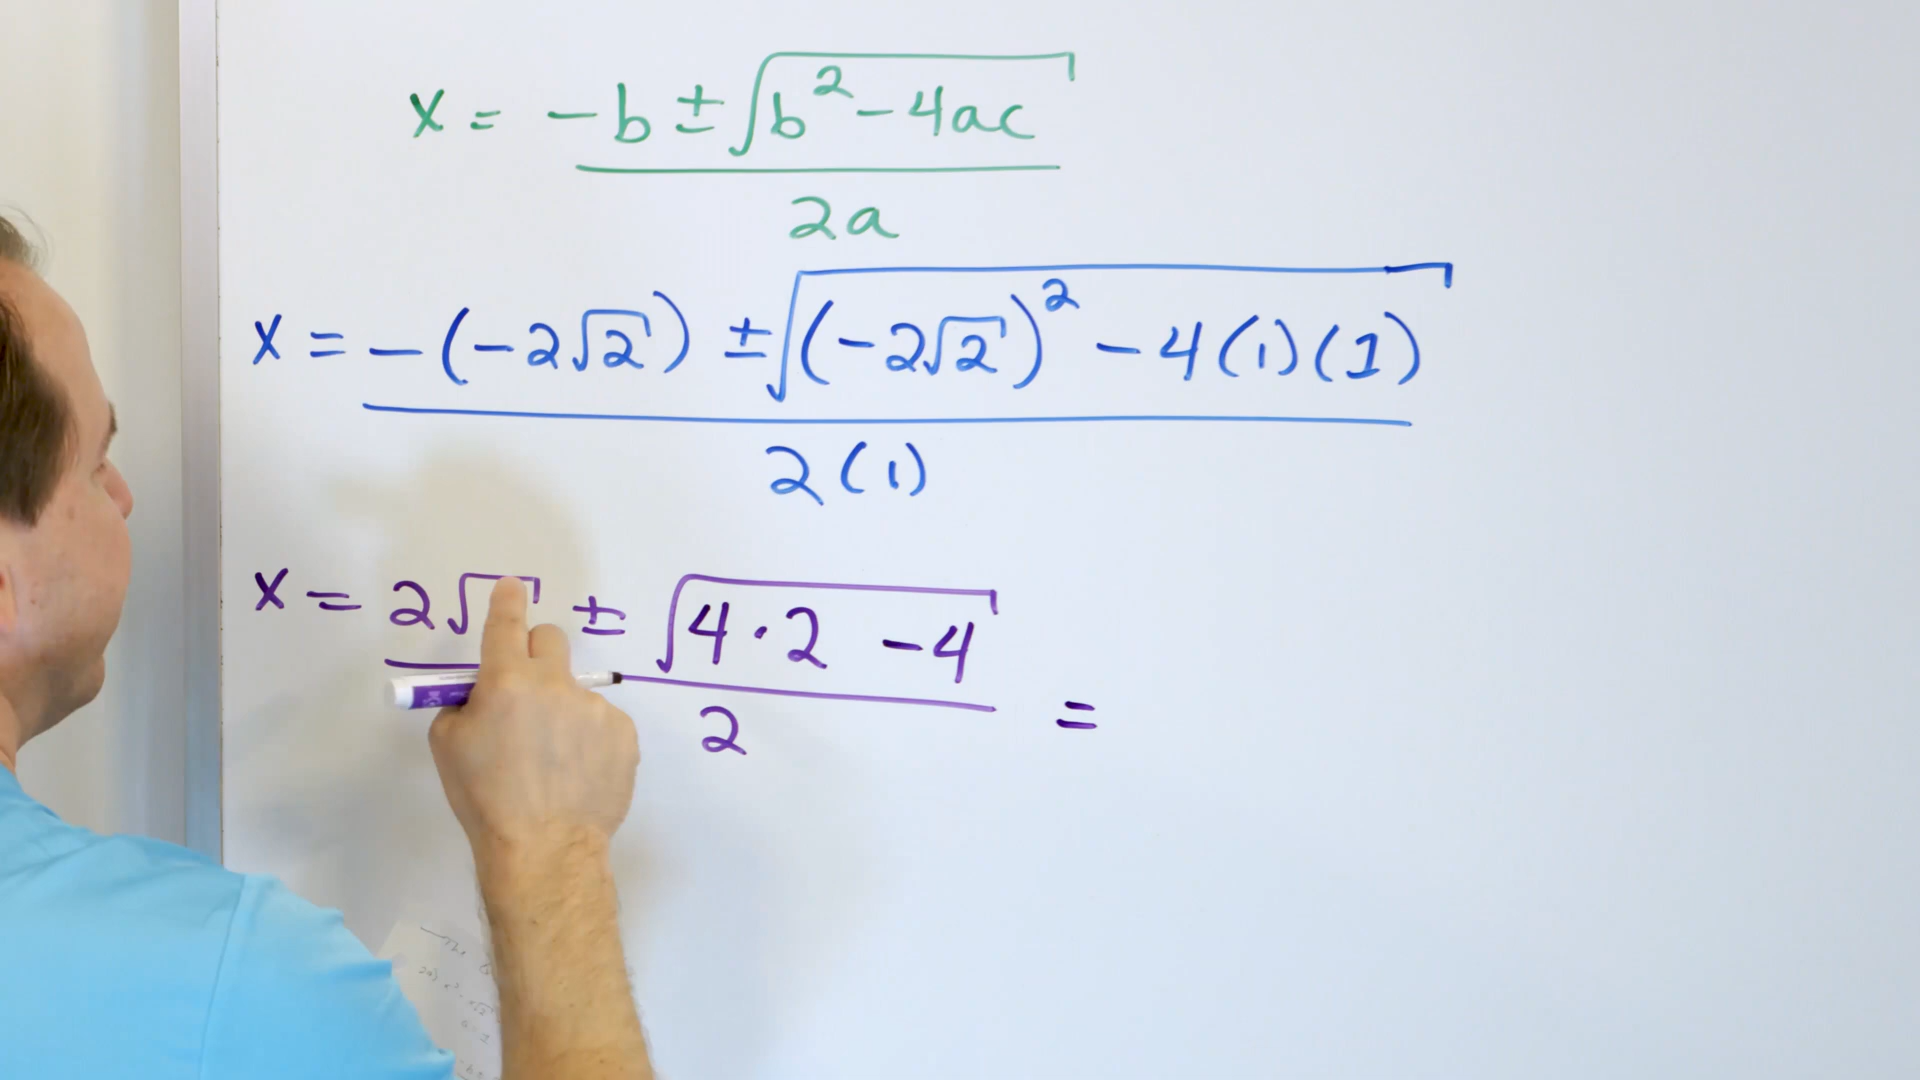 x = -b ± √(b² - 4ac)
2a
x = -(-2√2) ± √((-2√2)² - 4(1)(1))
2(1)
x = 2√ ± √(4·2 - 4)
2 =